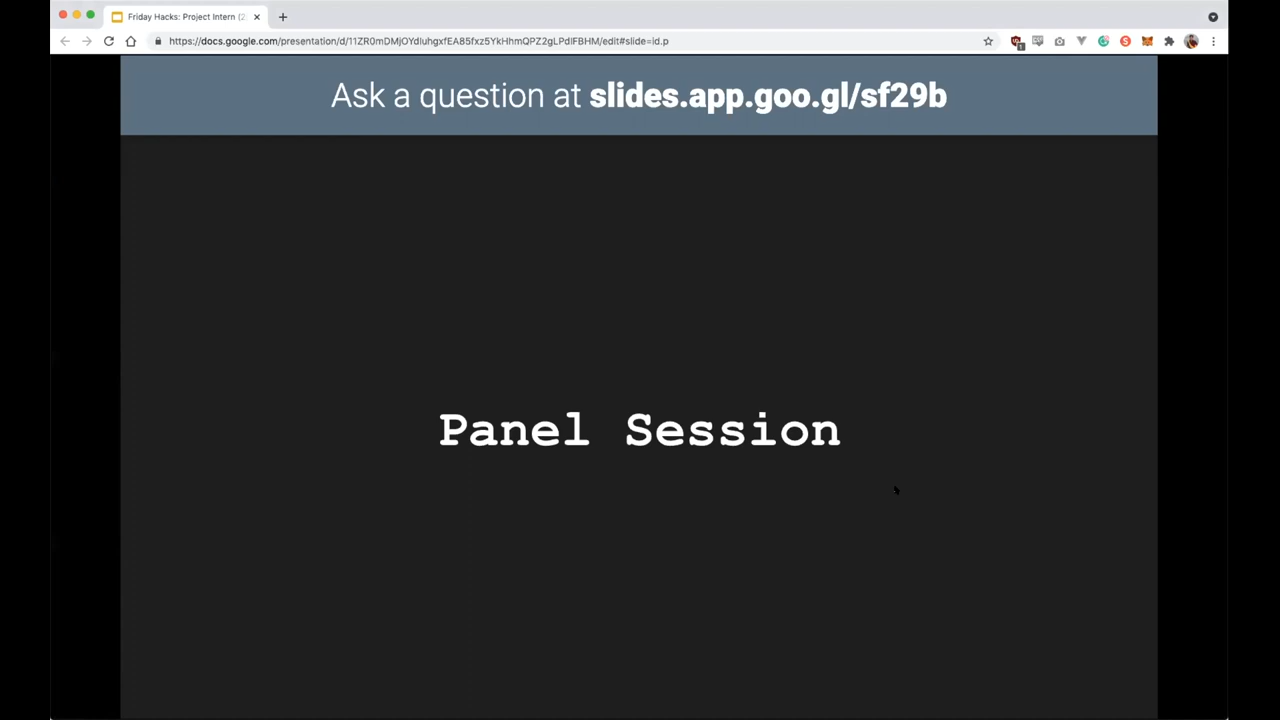 Friday Hacks: Project Intern (2
https://docs.google.com/presentation/d/11ZR0mDMjOYdluhgxfEA85fxz5YkHhmQPZ2gLPdiFBHM/edit#slide=id.p
Ask a question at slides.app.goo.gl/sf29b
Panel Session